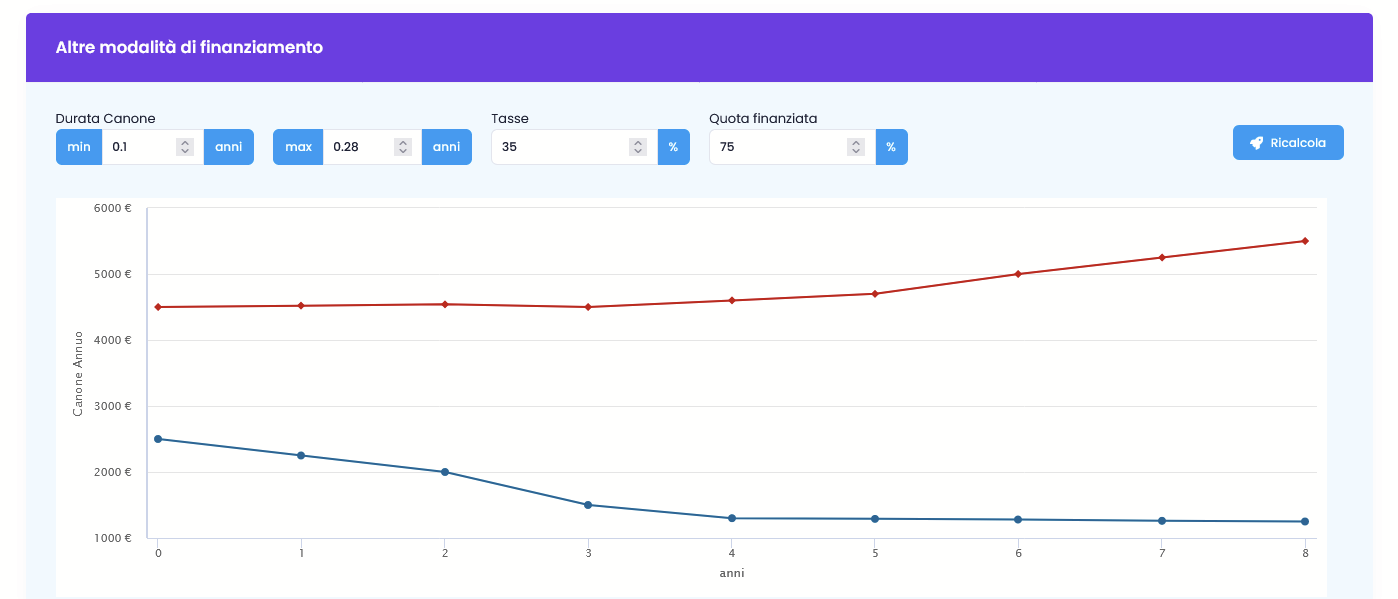 Altre modalità di finanziamento
Durata Canone
min 0.1 anni
max 0.28 anni
Tasse
35 %
Quota finanziata
75 %
Ricalcola
6000 €
5000 €
4000 €
3000 €
2000 €
1000 €
Canone Annuo
0 1 2 3 4 5 6 7 8
anni